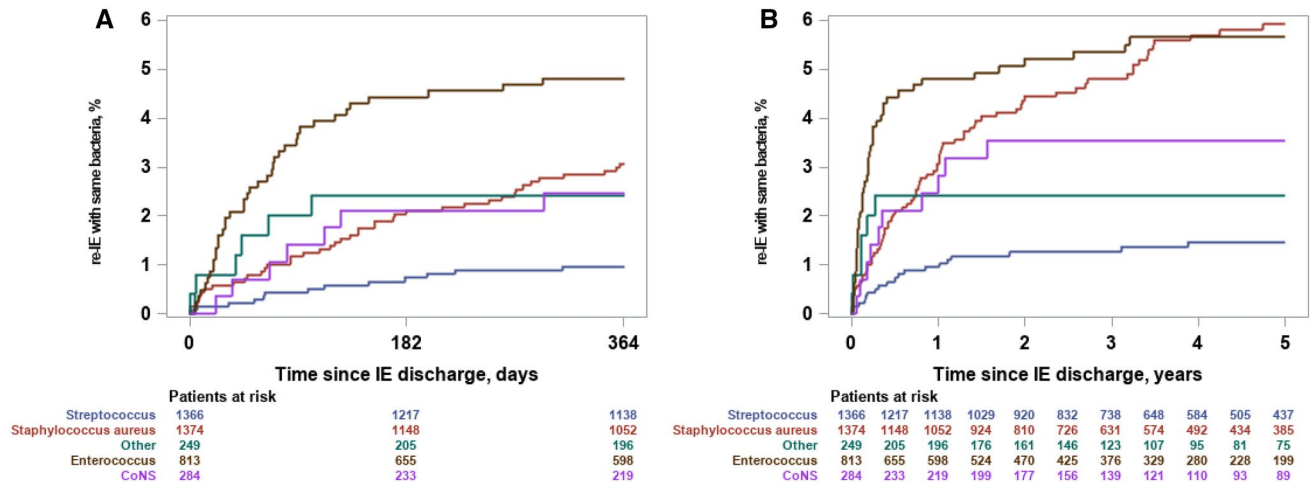 A
re-IE with same bacteria, %
6
5
4
3
2
1
0
0 182 364
Time since IE discharge, days
Patients at risk
Streptococcus 1366 1217 1138
Staphylococcus aureus 1374 1148 1052
Other 249 205 196
Enterococcus 813 655 598
CoNS 284 233 219
B
re-IE with same bacteria, %
6
5
4
3
2
1
0
0 1 2 3 4 5
Time since IE discharge, years
Patients at risk
Streptococcus 1366 1217 1138 1029 920 832 738 648 584 505 437
Staphylococcus aureus 1374 1148 1052 924 810 726 631 574 492 434 385
Other 249 205 196 176 161 146 123 107 95 81 75
Enterococcus 813 655 598 524 470 425 376 329 280 228 199
CoNS 284 233 219 199 177 156 139 121 110 93 89